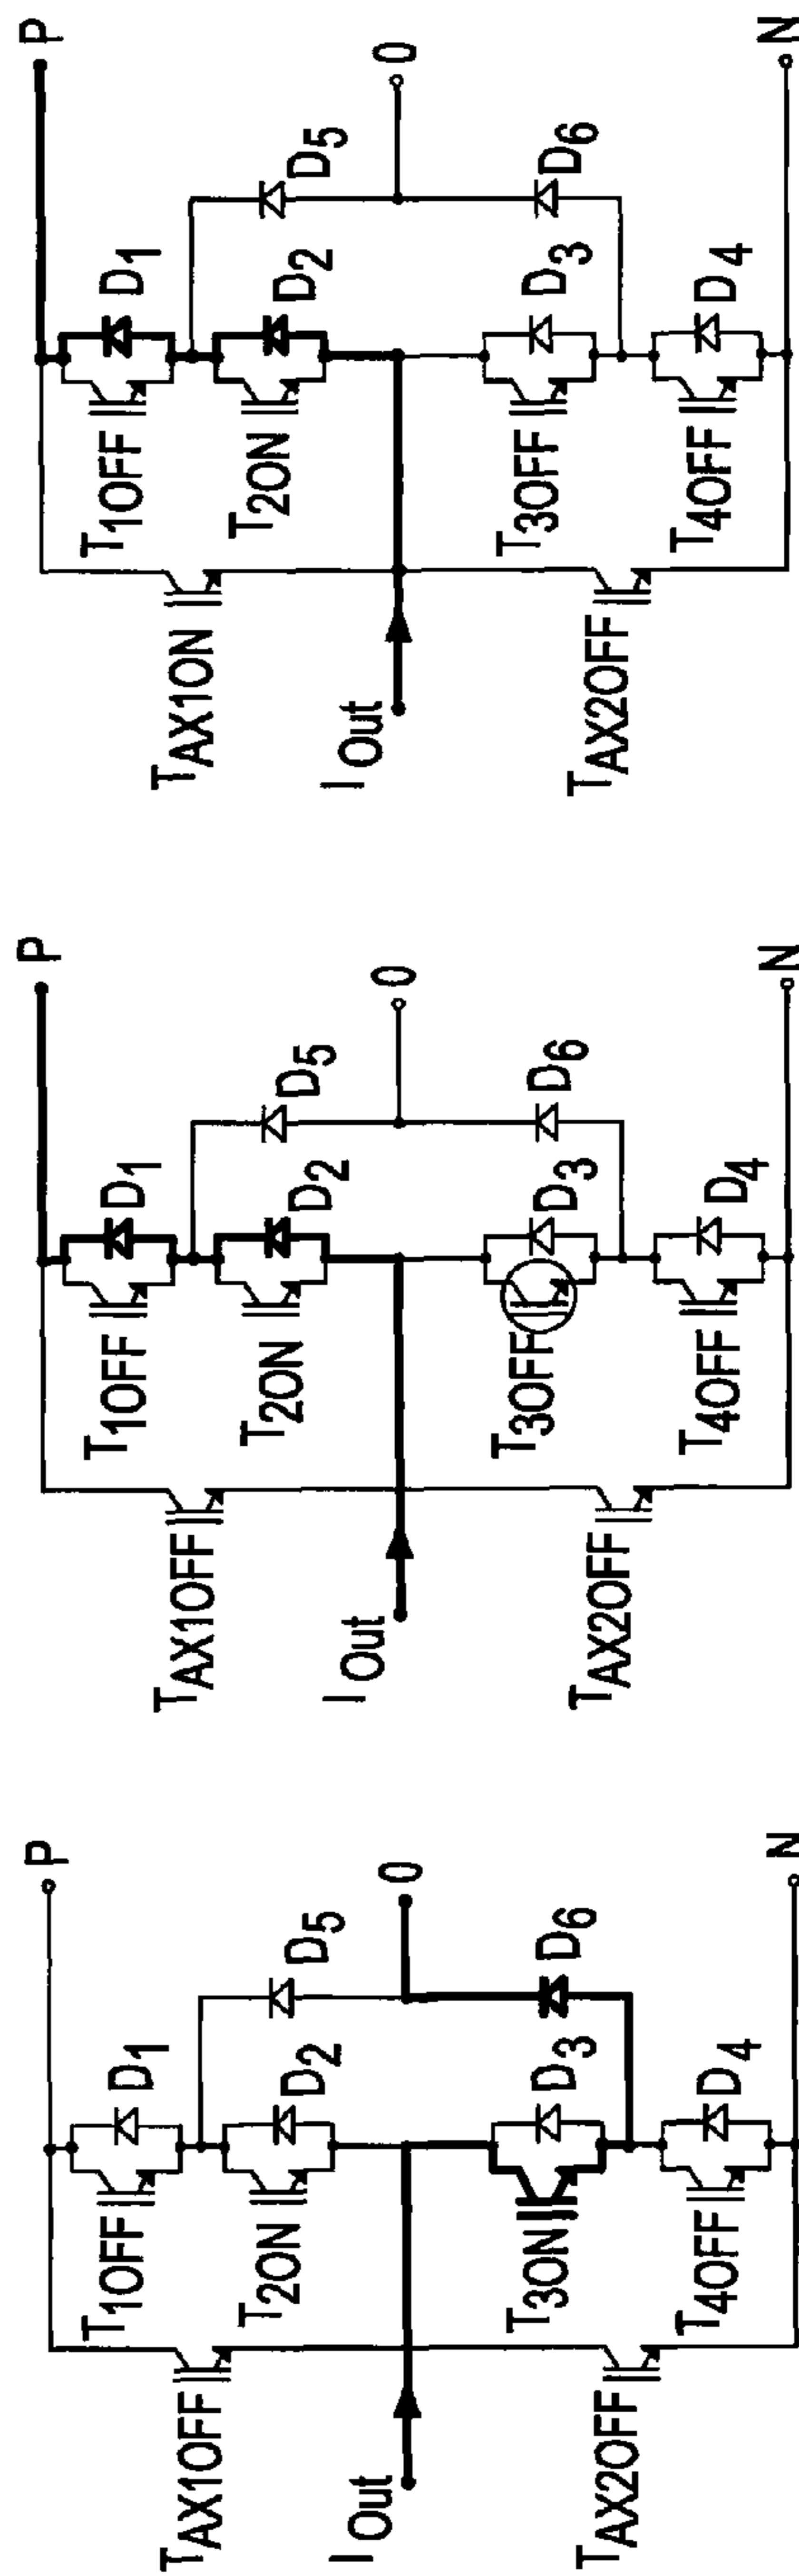 P
T1OFF
D1
TAX1OFF
D5
T2ON
D2
IOut
0
T3ON
D3
D6
TAX2OFF
T4OFF
D4
N
P
T1OFF
D1
TAX1OFF
D5
T2ON
D2
IOut
0
T3OFF
D3
D6
TAX2OFF
T4OFF
D4
N
P
T1OFF
D1
TAX1ON
D5
T2ON
D2
IOut
0
T3OFF
D3
D6
TAX2OFF
T4OFF
D4
N